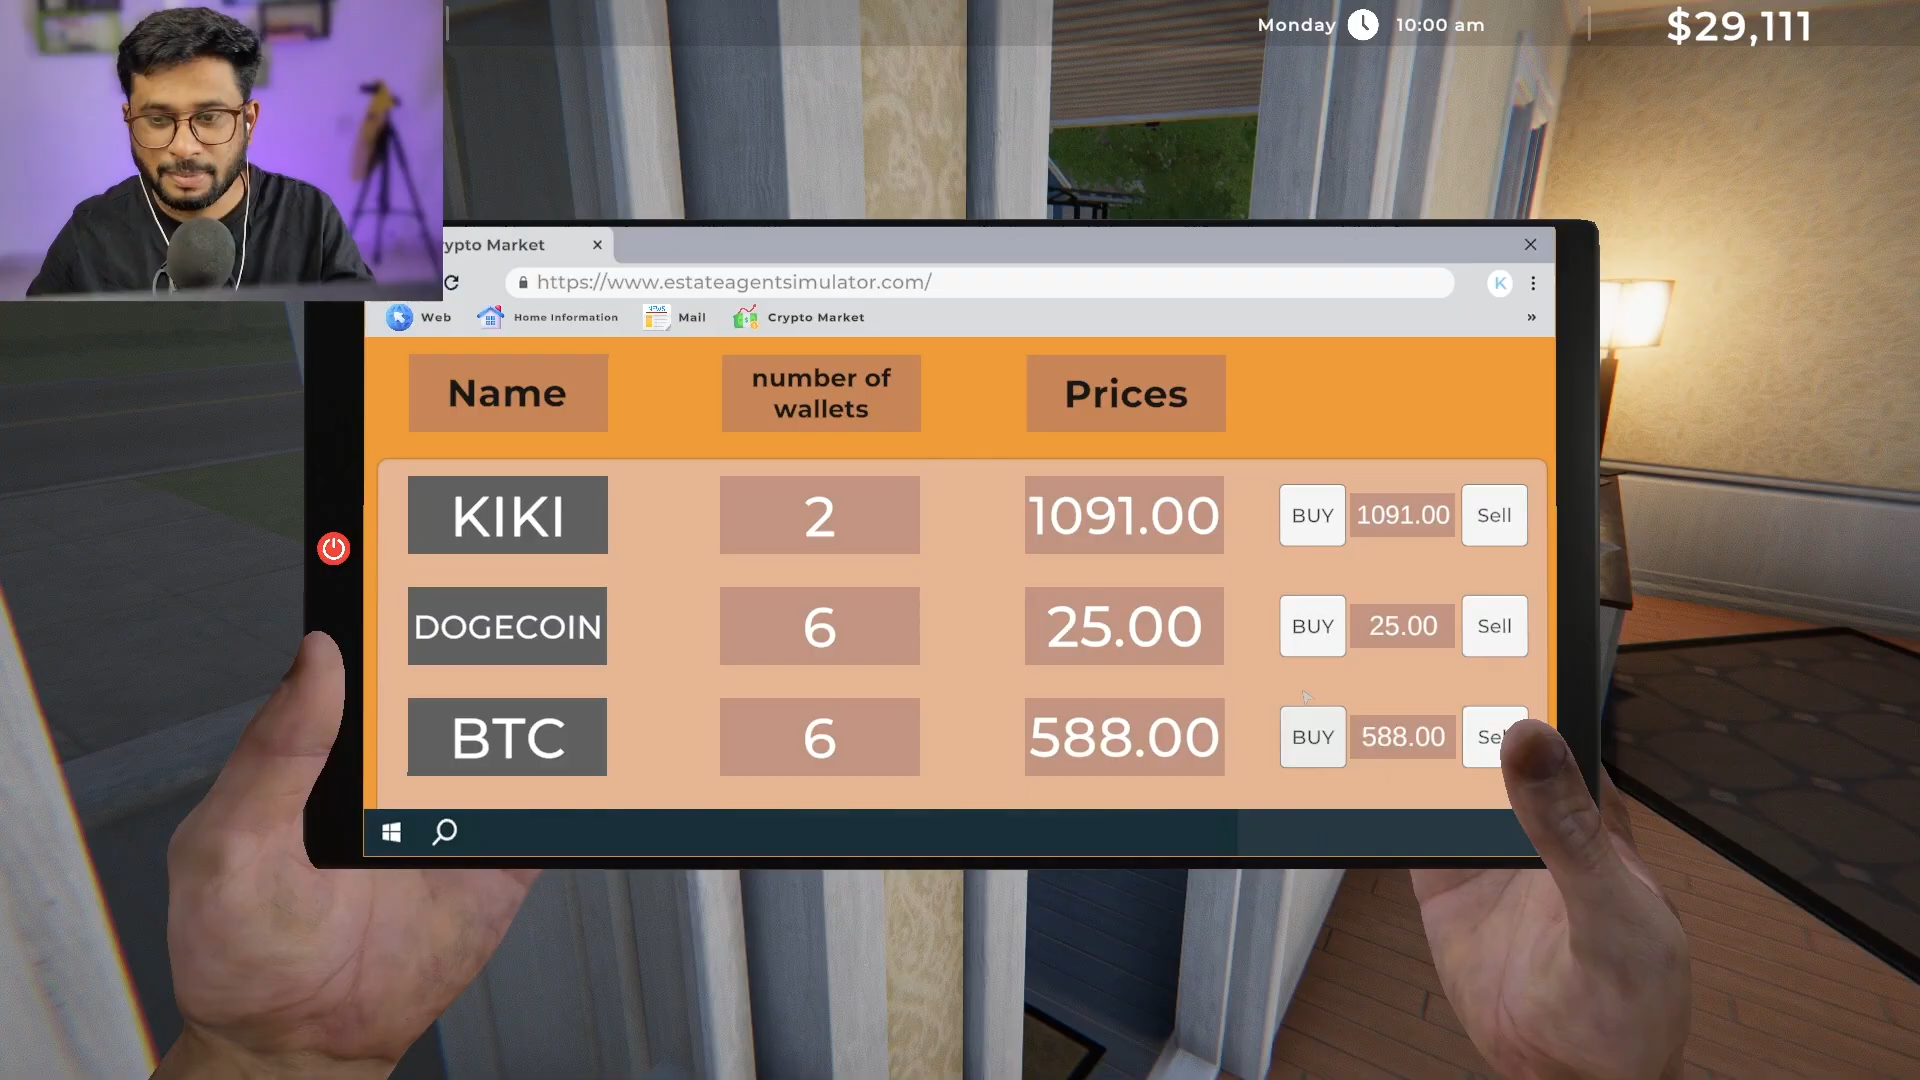 Monday 10:00 am $29,111
ypto Market
https://www.estateagentsimulator.com/
K
Web Home Information NEWS Mail Crypto Market »
Name number of wallets Prices
KIKI 2 1091.00 BUY 1091.00 Sell
DOGECOIN 6 25.00 BUY 25.00 Sell
BTC 6 588.00 BUY 588.00 Sel